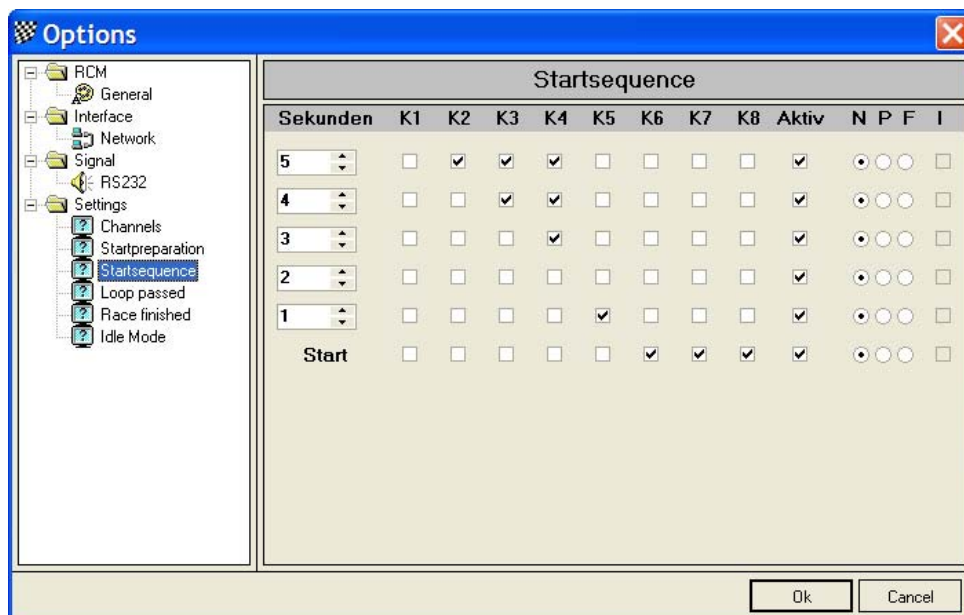 Options
RCM
General
Interface
Network
Signal
RS232
Settings
Channels
Startpreparation
Startsequence
Loop passed
Race finished
Idle Mode
Startsequence
Sekunden K1 K2 K3 K4 K5 K6 K7 K8 Aktiv N P F I
5
4
3
2
1
Start
Ok Cancel